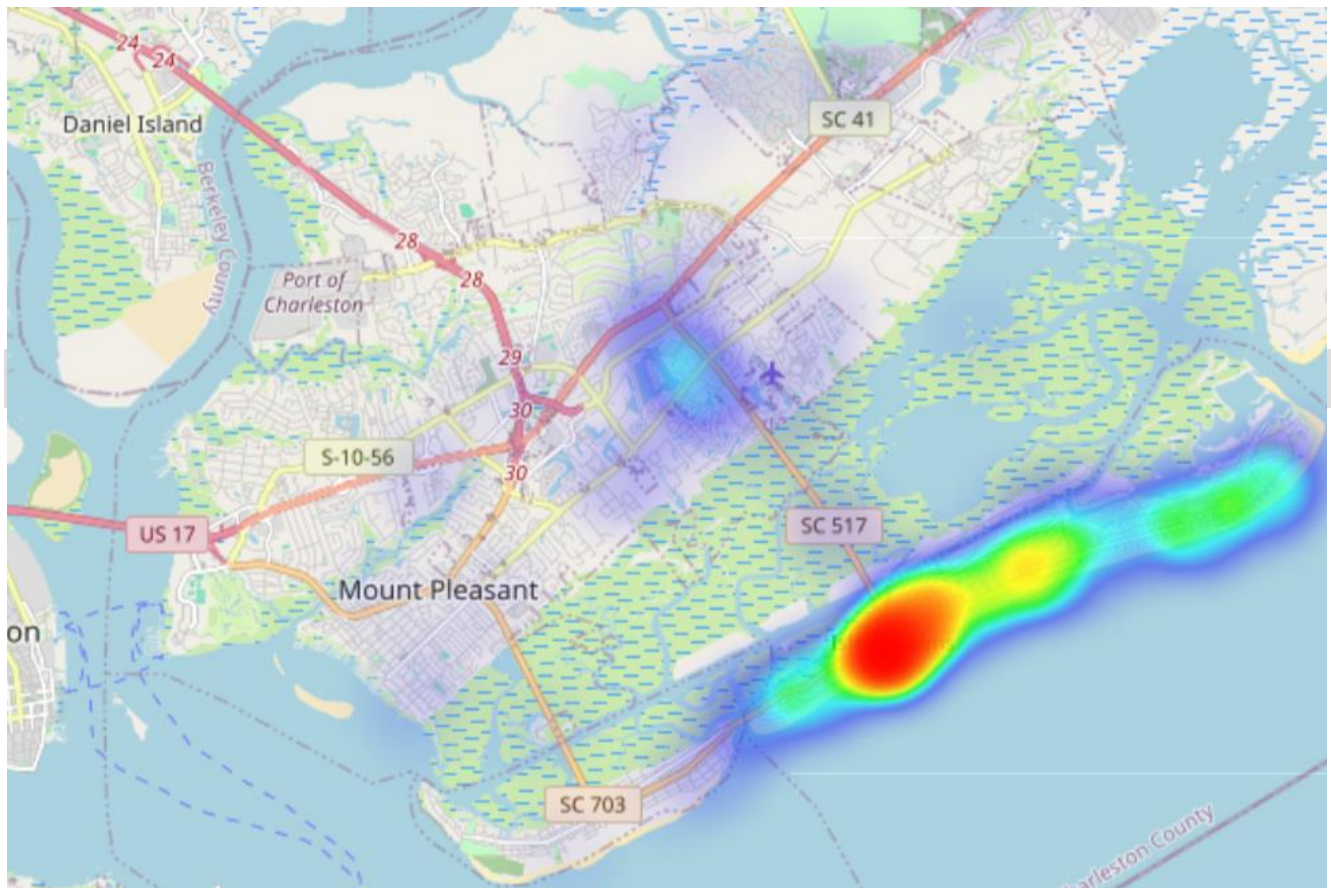 24
24
Daniel Island
SC 41
Berkeley County
28
28
Port of
Charleston
29
30
S-10-56
30
US 17
SC 517
Mount Pleasant
on
SC 703
Charleston County